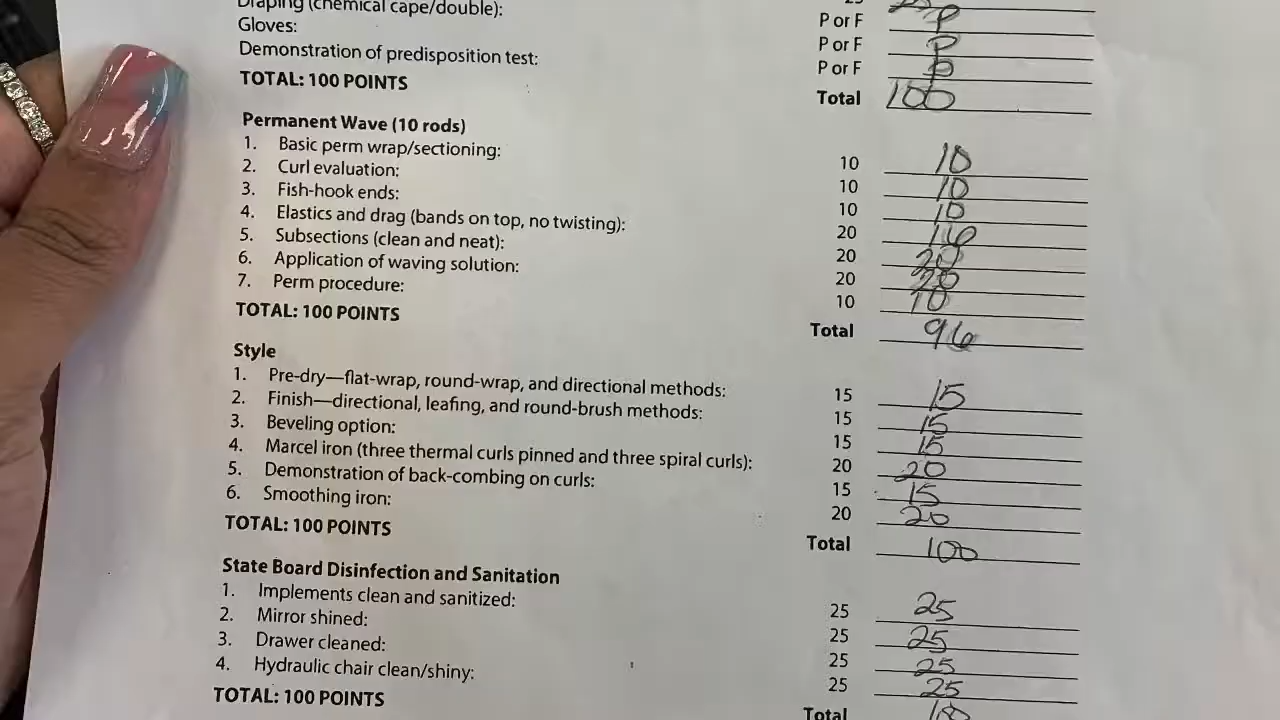 Draping (chemical cape/double): P or F P
Gloves: P or F P
Demonstration of predisposition test: P or F P
TOTAL: 100 POINTS Total 100
Permanent Wave (10 rods)
1. Basic perm wrap/sectioning: 10 10
2. Curl evaluation: 10 10
3. Fish-hook ends: 10 10
4. Elastics and drag (bands on top, no twisting): 20 16
5. Subsections (clean and neat): 20 20
6. Application of waving solution: 20 20
7. Perm procedure: 10 10
TOTAL: 100 POINTS Total 96
Style
1. Pre-dry—flat-wrap, round-wrap, and directional methods: 15 15
2. Finish—directional, leafing, and round-brush methods: 15 15
3. Beveling option: 15 15
4. Marcel iron (three thermal curls pinned and three spiral curls): 20 20
5. Demonstration of back-combing on curls: 15 15
6. Smoothing iron: 20 20
TOTAL: 100 POINTS Total 100
State Board Disinfection and Sanitation
1. Implements clean and sanitized: 25 25
2. Mirror shined: 25 25
3. Drawer cleaned: 25 25
4. Hydraulic chair clean/shiny: 25 25
TOTAL: 100 POINTS Total 100